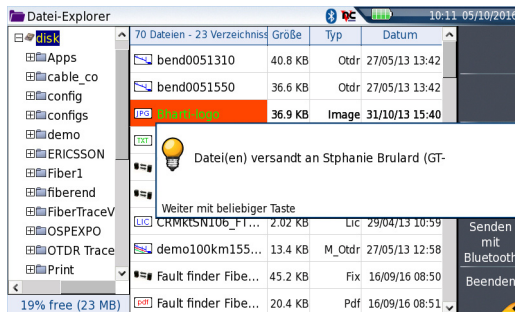 Datei-Explorer
10:11 05/10/2016
disk
Apps
cable_co
config
configs
demo
ERICSSON
Fiber1
fiberend
FiberTraceV
OSPEXPO
OTDR Trace
Print
19% free (23 MB)
70 Dateien - 23 Verzeichniss Größe Typ Datum
bend0051310 40.8 KB Otdr 27/05/13 13:42
bend0051550 36.6 KB Otdr 27/05/13 13:42
JPG Bharti-logo 36.9 KB Image 31/10/13 15:40
TXT
Datei(en) versandt an Stphanie Brulard (GT-
Weiter mit beliebiger Taste
LIC CRMktSN106_FT... 2.02 KB Lic 29/04/13 10:59
demo100km155... 13.4 KB M_Otdr 27/05/13 12:58
Fault finder Fibe... 45.2 KB Fix 16/09/16 08:50
pdf Fault finder Fibe... 20.4 KB Pdf 16/09/16 08:51
Senden
mit
Bluetooth
Beenden